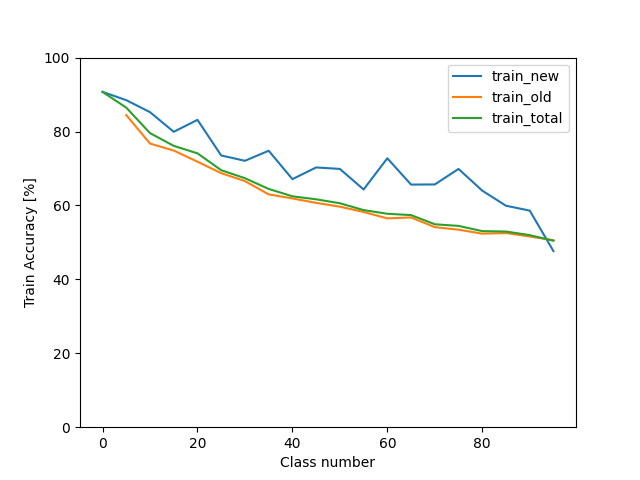 100
80
60
40
20
0
Train Accuracy [%]
train_new
train_old
train_total
0 20 40 60 80
Class number